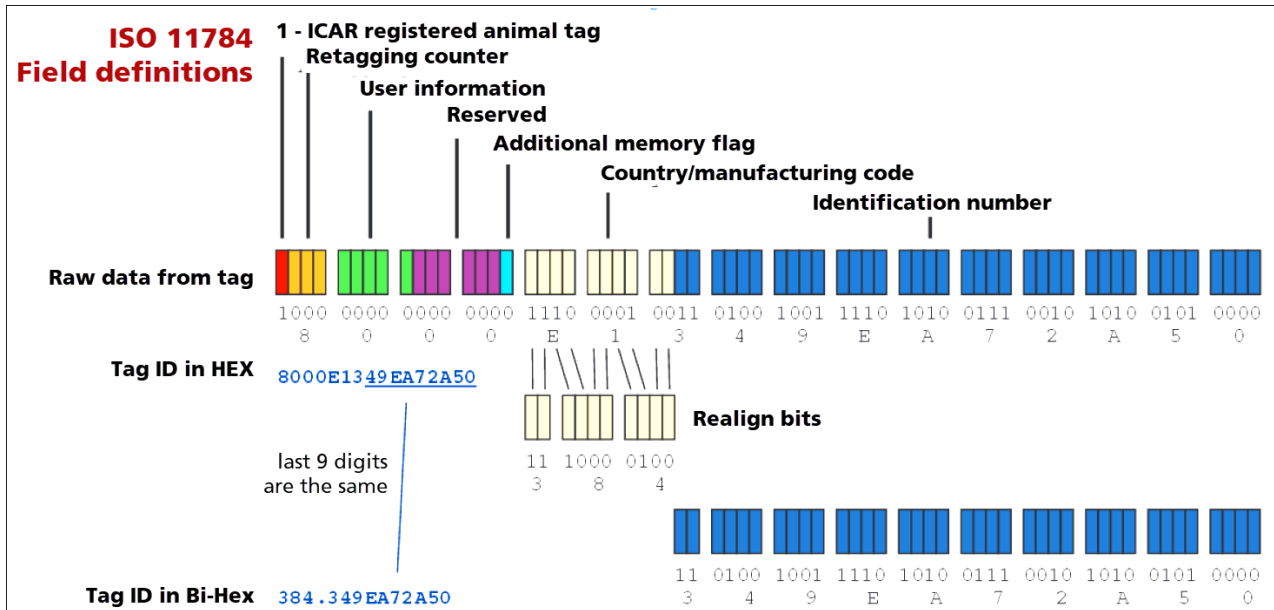 ISO 11784
Field definitions
1 - ICAR registered animal tag
Retagging counter
User information
Reserved
Additional memory flag
Country/manufacturing code
Identification number
Raw data from tag
1000 0000 0000 0000 1110 0001 0011 0100 1001 1110 1010 0111 0010 1010 0101 0000
8 0 0 0 E 1 3 4 9 E A 7 2 A 5 0
Tag ID in HEX
8000E1349EA72A50
Realign bits
11 1000 0100
3 8 4
last 9 digits
are the same
11 0100 1001 1110 1010 0111 0010 1010 0101 0000
3 4 9 E A 7 2 A 5 0
Tag ID in Bi-Hex
384.349EA72A50